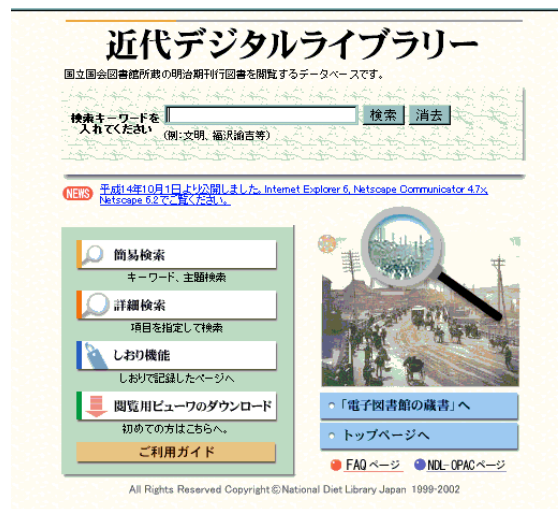 近代デジタルライブラリー
国立国会図書館所蔵の明治期刊行図書を閲覧するデータベースです。
検索キーワードを
入れてください
検索
消去
(例:文明、福沢諭吉等)
NEWS
平成14年10月1日より公開しました。Internet Explorer 6, Netscape Communicator 4.7x,
Netscape 6.2でご覧ください。
簡易検索
キーワード、主題検索
詳細検索
項目を指定して検索
しおり機能
しおりで記録したページへ
閲覧用ビューワのダウンロード
初めての方はこちらへ。
ご利用ガイド
「電子図書館の蔵書」へ
トップページへ
FAQ ページ
NDL-OPACページ
All Rights Reserved Copyright©National Diet Library Japan 1999-2002